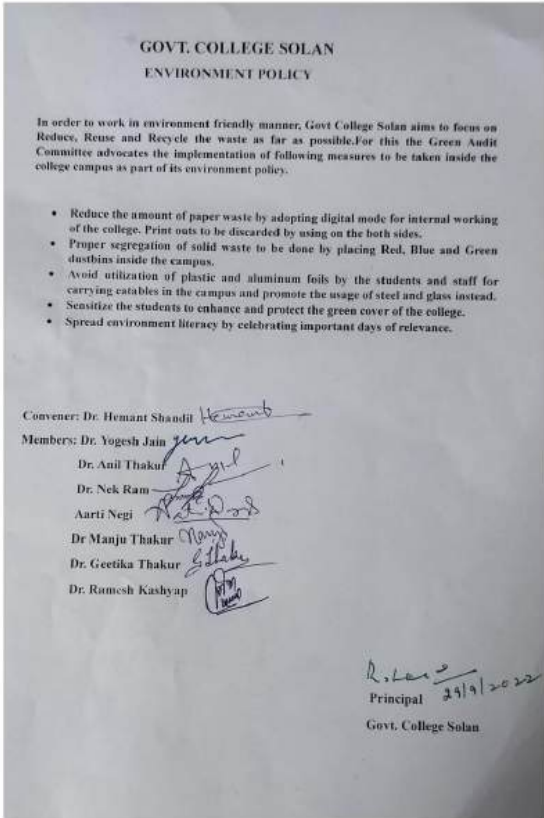 GOVT. COLLEGE SOLAN
ENVIRONMENT POLICY
In order to work in environment friendly manner, Govt College Solan aims to focus on
Reduce, Reuse and Recycle the waste as far as possible.For this the Green Audit
Committee advocates the implementation of following measures to be taken inside the
college campus as part of its environment policy.
• Reduce the amount of paper waste by adopting digital mode for internal working
of the college. Print outs to be discarded by using on the both sides.
• Proper segregation of solid waste to be done by placing Red, Blue and Green
dustbins inside the campus.
• Avoid utilization of plastic and aluminum foils by the students and staff for
carrying eatables in the campus and promote the usage of steel and glass instead.
• Sensitize the students to enhance and protect the green cover of the college.
• Spread environment literacy by celebrating important days of relevance.
Convener: Dr. Hemant Shandil Hemant
Members: Dr. Yogesh Jain
Dr. Anil Thakur Anil
Dr. Nek Ram
Aarti Negi
Dr Manju Thakur Manju
Dr. Geetika Thakur GThakur
Dr. Ramesh Kashyap
Principal 29/9/2022
Govt. College Solan